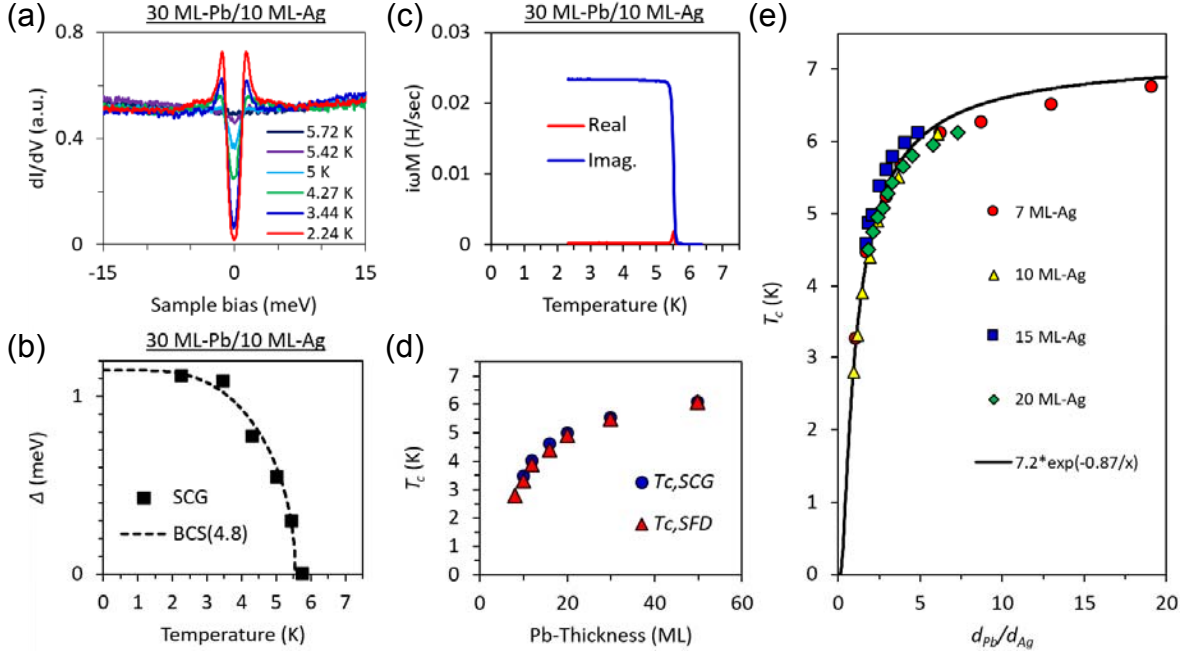 (a)
30 ML-Pb/10 ML-Ag
0.8
0.4
0
dI/dV (a.u.)
5.72 K
5.42 K
5 K
4.27 K
3.44 K
2.24 K
-15
0
15
Sample bias (meV)
(b)
30 ML-Pb/10 ML-Ag
1
0
Δ (meV)
SCG
BCS(4.8)
0 1 2 3 4 5 6 7
Temperature (K)
(c)
30 ML-Pb/10 ML-Ag
0.03
0.02
0.01
0.00
iωM (H/sec)
Real
Imag.
0 1 2 3 4 5 6 7
Temperature (K)
(d)
7
6
5
4
3
2
1
0
Tc (K)
Tc,SCG
Tc,SFD
0 20 40 60
Pb-Thickness (ML)
(e)
7
6
5
4
3
2
1
0
Tc (K)
7 ML-Ag
10 ML-Ag
15 ML-Ag
20 ML-Ag
7.2*exp(-0.87/x)
0 5 10 15 20
dPb/dAg